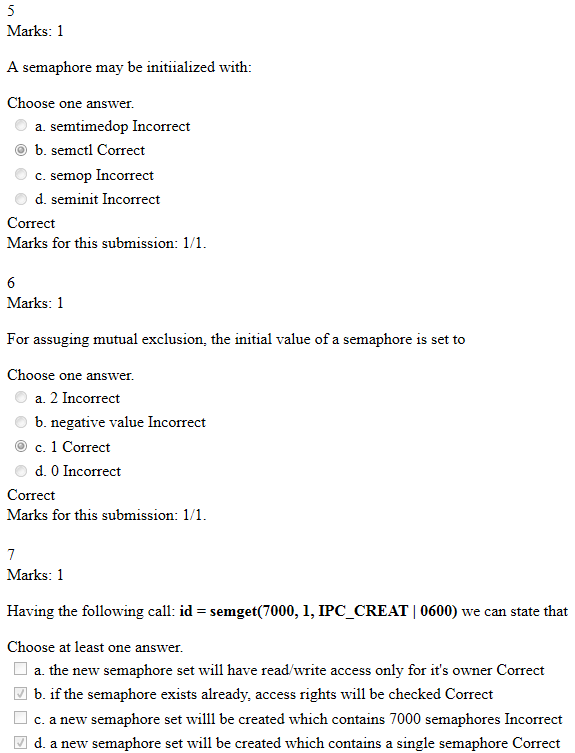 5
Marks: 1
A semaphore may be initiialized with:
Choose one answer.
a. semtimedop Incorrect
b. semctl Correct
c. semop Incorrect
d. seminit Incorrect
Correct
Marks for this submission: 1/1.
6
Marks: 1
For assuging mutual exclusion, the initial value of a semaphore is set to
Choose one answer.
a. 2 Incorrect
b. negative value Incorrect
c. 1 Correct
d. 0 Incorrect
Correct
Marks for this submission: 1/1.
7
Marks: 1
Having the following call: id = semget(7000, 1, IPC_CREAT | 0600) we can state that
Choose at least one answer.
a. the new semaphore set will have read/write access only for it's owner Correct
b. if the semaphore exists already, access rights will be checked Correct
c. a new semaphore set willl be created which contains 7000 semaphores Incorrect
d. a new semaphore set will be created which contains a single semaphore Correct